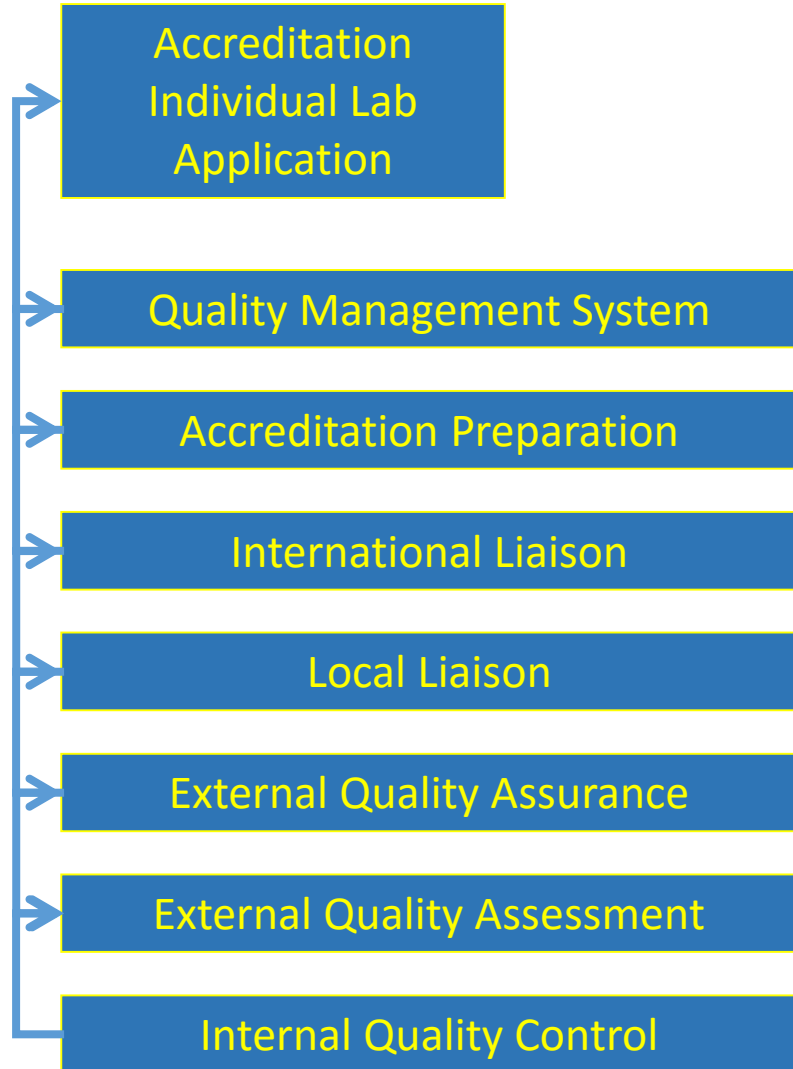 Accreditation
Individual Lab
Application
Quality Management System
Accreditation Preparation
International Liaison
Local Liaison
External Quality Assurance
External Quality Assessment
Internal Quality Control